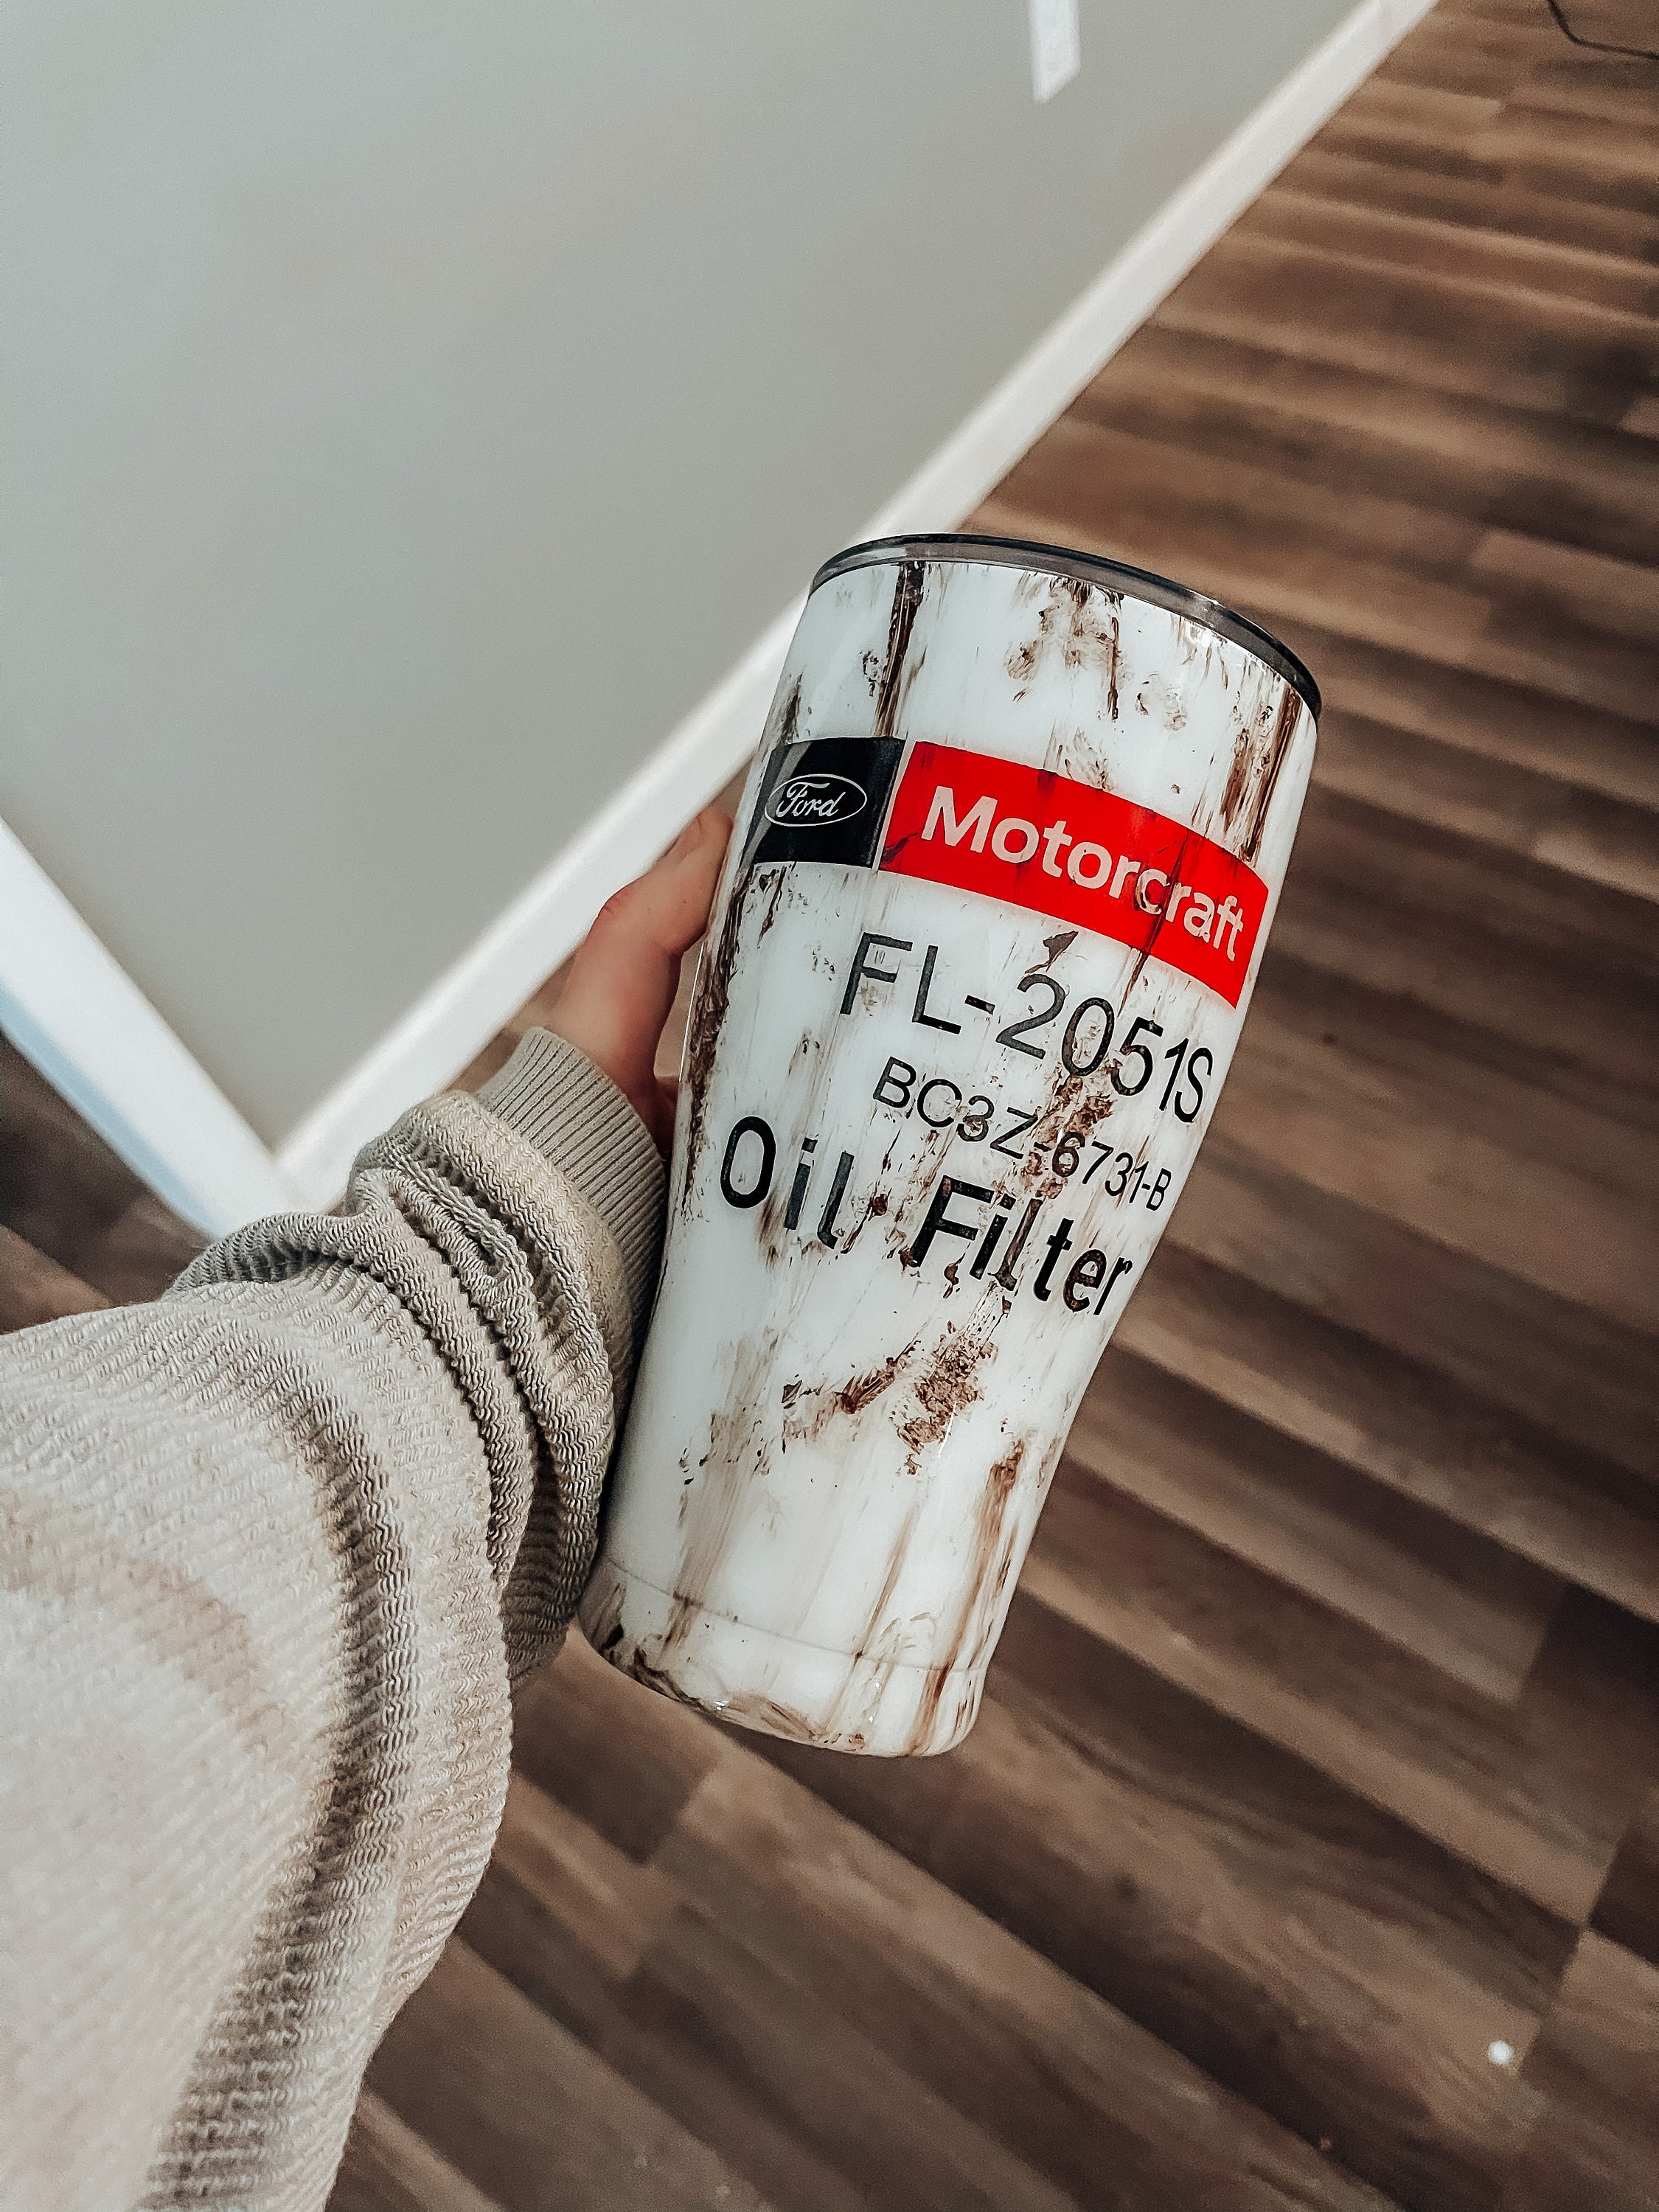 Ford Motorcraft
FL-2051S
BC3Z-6731-B
Oil Filter